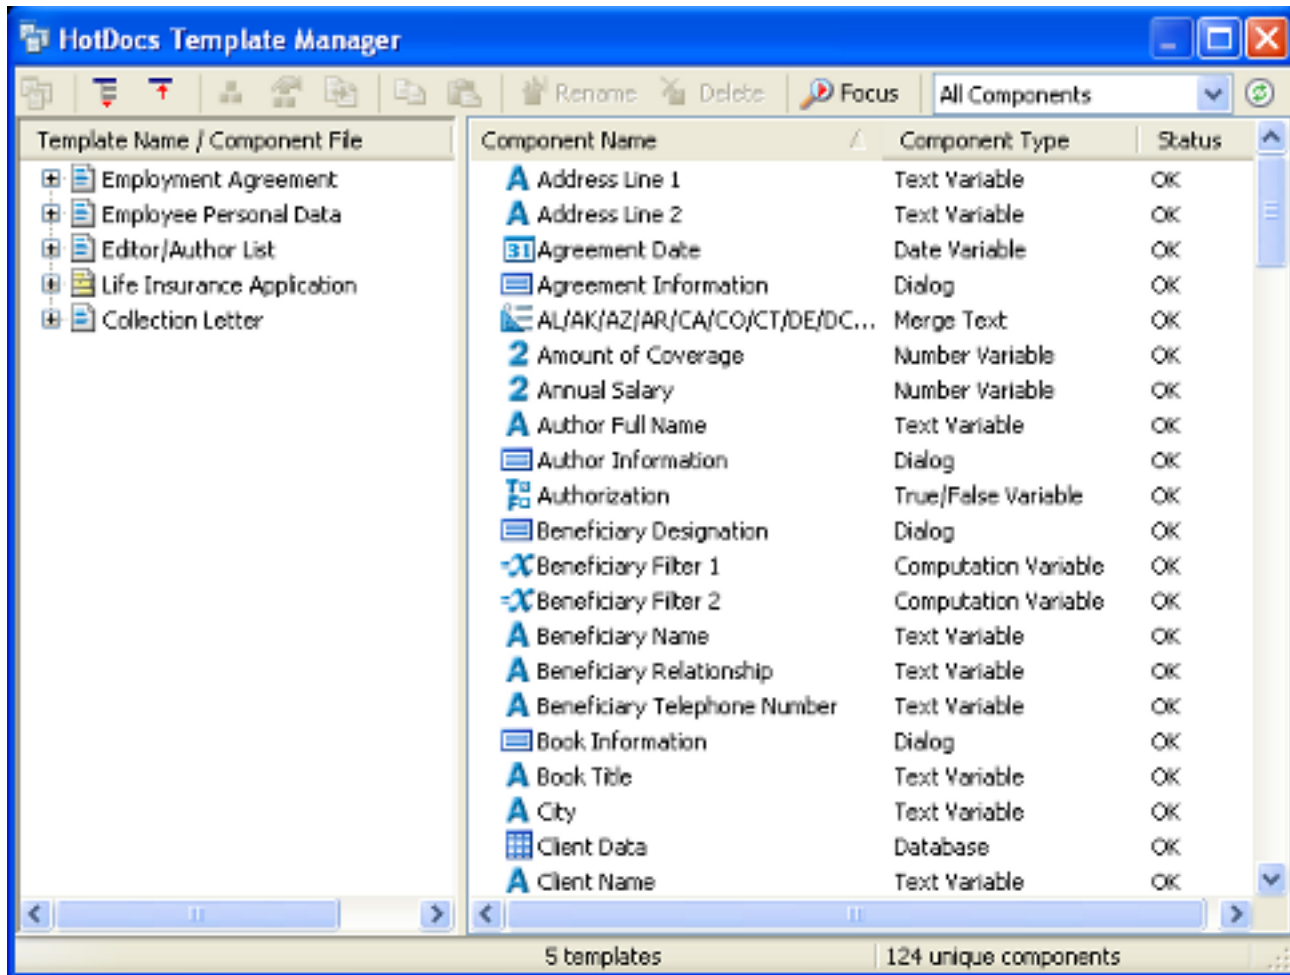 HotDocs Template Manager
Rename Delete Focus All Components
Template Name / Component File
Employment Agreement
Employee Personal Data
Editor/Author List
Life Insurance Application
Collection Letter
Component Name Component Type Status
Address Line 1 Text Variable OK
Address Line 2 Text Variable OK
31 Agreement Date Date Variable OK
Agreement Information Dialog OK
AL/AK/AZ/AR/CA/CO/CT/DE/DC... Merge Text OK
Amount of Coverage Number Variable OK
Annual Salary Number Variable OK
Author Full Name Text Variable OK
Author Information Dialog OK
Authorization True/False Variable OK
Beneficiary Designation Dialog OK
Beneficiary Filter 1 Computation Variable OK
Beneficiary Filter 2 Computation Variable OK
Beneficiary Name Text Variable OK
Beneficiary Relationship Text Variable OK
Beneficiary Telephone Number Text Variable OK
Book Information Dialog OK
Book Title Text Variable OK
City Text Variable OK
Client Data Database OK
Client Name Text Variable OK
5 templates 124 unique components